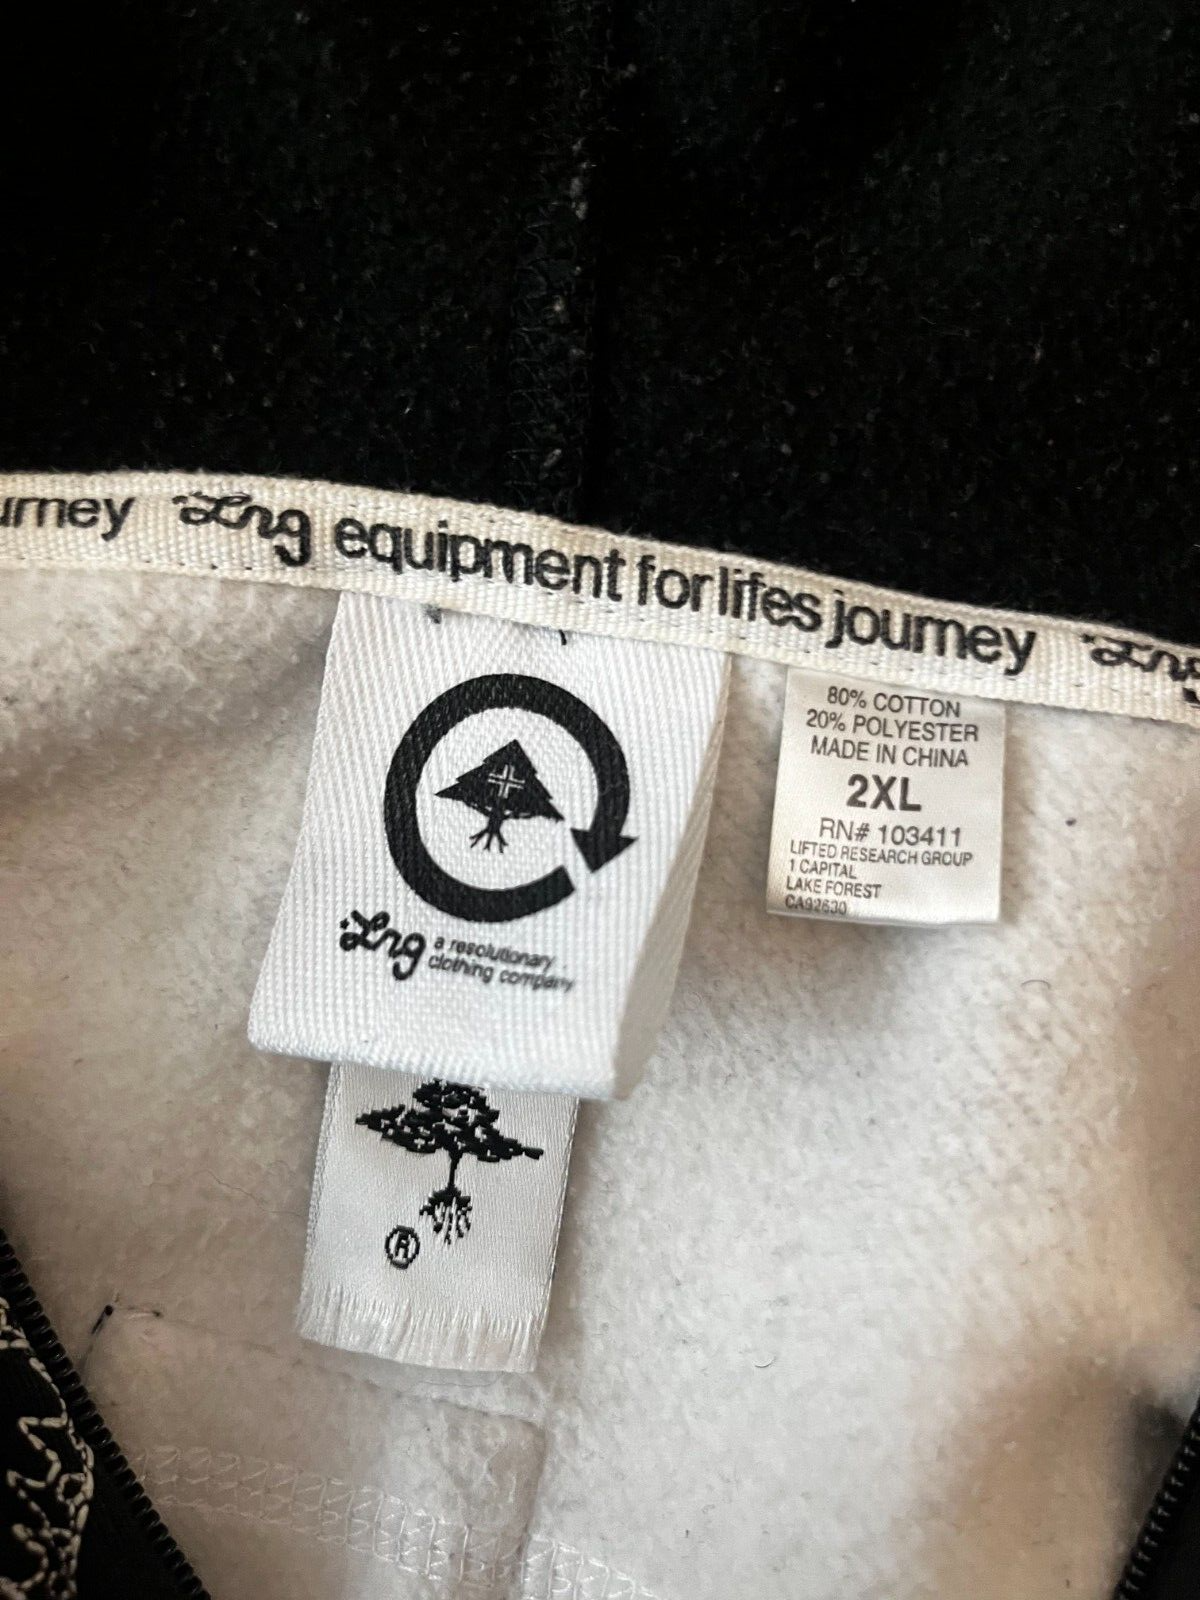 urney Lrg equipment for lifes journey Lrg
Lrg a resolutionary
clothing company
80% COTTON
20% POLYESTER
MADE IN CHINA
2XL
RN# 103411
LIFTED RESEARCH GROUP
1 CAPITAL
LAKE FOREST
CA92630
®